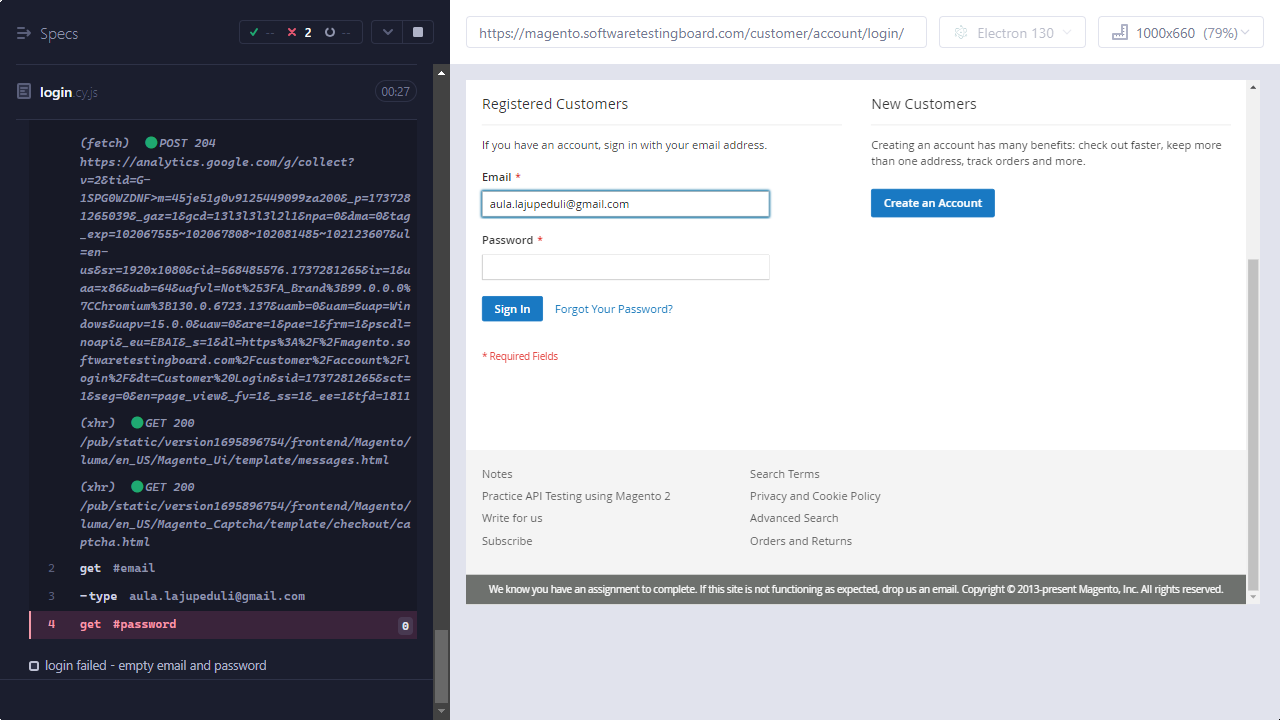 Specs
-- 2 --
login.cy.js 00:27
(fetch) POST 204
https://analytics.google.com/g/collect?
v=2&tid=G-
1SPG0WZDNF&gtm=45je51g0v9125449099za200&_p=173728
1265039&_gaz=1&gcd=13l3l3l3l2l1&npa=0&dma=0&tag
_exp=102067555~102067808~102081485~102123607&ul
=en-
us&sr=1920x1080&cid=568485576.1737281265&ir=1&u
aa=x86&uab=64&uafvl=Not%253FA_Brand%3B99.0.0.0%
7CChromium%3B130.0.6723.137&uamb=0&uam=&uap=Win
dows&uapv=15.0.0&uaw=0&are=1&pae=1&frm=1&pscdl=
noapi&_eu=EBAI&_s=1&dl=https%3A%2F%2Fmagento.so
ftwaretestingboard.com%2Fcustomer%2Faccount%2Fl
ogin%2F&dt=Customer%20Login&sid=1737281265&sct=
1&seg=0&en=page_view&_fv=1&_ss=1&_ee=1&tfd=1811
(xhr) GET 200
/pub/static/version1695896754/frontend/Magento/
luma/en_US/Magento_Ui/template/messages.html
(xhr) GET 200
/pub/static/version1695896754/frontend/Magento/
luma/en_US/Magento_Captcha/template/checkout/ca
ptcha.html
2 get #email
3 -type aula.lajupeduli@gmail.com
4 get #password 0
login failed - empty email and password
https://magento.softwaretestingboard.com/customer/account/login/
Electron 130
1000x660 (79%)
Registered Customers
If you have an account, sign in with your email address.
Email *
aula.lajupeduli@gmail.com
Password *
Sign In Forgot Your Password?
* Required Fields
New Customers
Creating an account has many benefits: check out faster, keep more
than one address, track orders and more.
Create an Account
Notes
Practice API Testing using Magento 2
Write for us
Subscribe
Search Terms
Privacy and Cookie Policy
Advanced Search
Orders and Returns
We know you have an assignment to complete. If this site is not functioning as expected, drop us an email. Copyright © 2013-present Magento, Inc. All rights reserved.